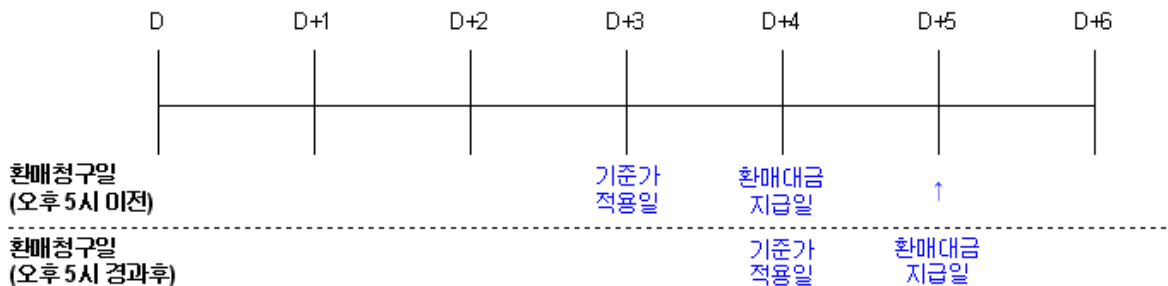 D D+1 D+2 D+3 D+4 D+5 D+6
환매청구일 기준가 환매대금 ↑
(오후 5시 이전) 적용일 지급일
환매청구일 기준가 환매대금
(오후 5시 경과후) 적용일 지급일